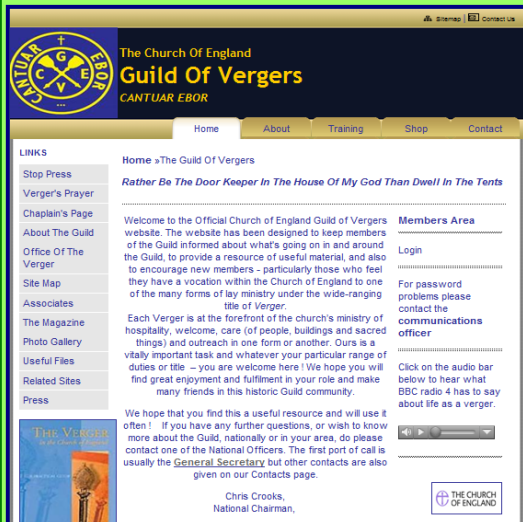 Sitemap | Contact Us
CANTUAR EBOR
G
C E
V
The Church Of England
Guild Of Vergers
CANTUAR EBOR
Home About Training Shop Contact
LINKS
Stop Press
Verger's Prayer
Chaplain's Page
About The Guild
Office Of The
Verger
Site Map
Associates
The Magazine
Photo Gallery
Useful Files
Related Sites
Press
THE VERGER
in the Church of England
Home »The Guild Of Vergers
Rather Be The Door Keeper In The House Of My God Than Dwell In The Tents
Welcome to the Official Church of England Guild of Vergers
website. The website has been designed to keep members
of the Guild informed about what's going on in and around
the Guild, to provide a resource of useful material, and also
to encourage new members - particularly those who feel
they have a vocation within the Church of England to one
of the many forms of lay ministry under the wide-ranging
title of Verger.
Each Verger is at the forefront of the church's ministry of
hospitality, welcome, care (of people, buildings and sacred
things) and outreach in one form or another. Ours is a
vitally important task and whatever your particular range of
duties or title – you are welcome here ! We hope you will
find great enjoyment and fulfilment in your role and make
many friends in this historic Guild community.
We hope that you find this a useful resource and will use it
often ! If you have any further questions, or wish to know
more about the Guild, nationally or in your area, do please
contact one of the National Officers. The first port of call is
usually the General Secretary but other contacts are also
given on our Contacts page.
Chris Crooks,
National Chairman,
Members Area
Login
For password
problems please
contact the
communications
officer
Click on the audio bar
below to hear what
BBC radio 4 has to say
about life as a verger.
THE CHURCH
OF ENGLAND